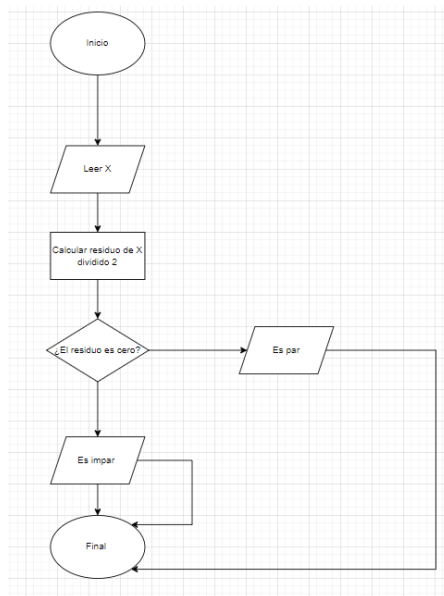 Inicio
Leer X
Calcular residuo de X
dividido 2
¿El residuo es cero?
Es par
Es impar
Final